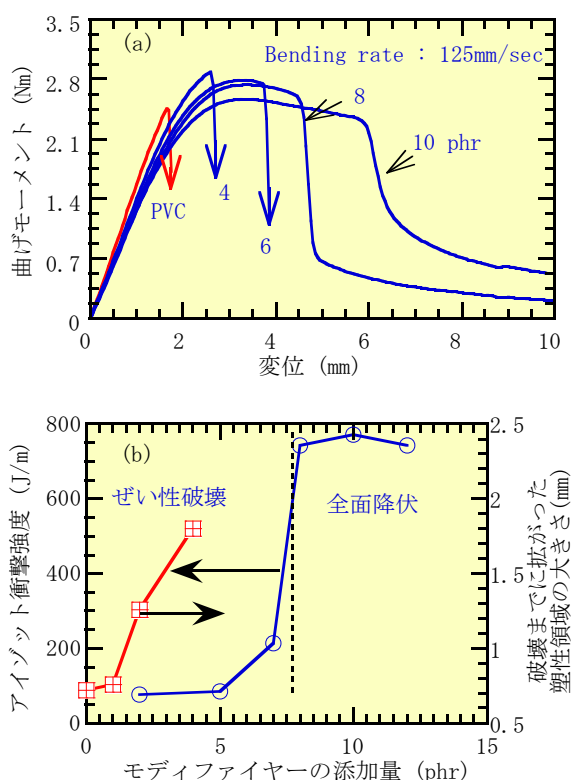 3.5
(a)
Bending rate : 125mm/sec
2.8
8
2.1
10 phr
4
1.4
PVC
6
0.7
0
0 2 4 6 8 10
曲げモーメント (Nm)
変位 (mm)
800
2.5
(b)
ぜい性破壊
全面降伏
600
2
400
1.5
200
1
0
0.5
0 5 10 15
アイゾット衝撃強度 (J/m)
破壊までに拡がった
塑性領域の大きさ(mm)
モディファイヤーの添加量 (phr)